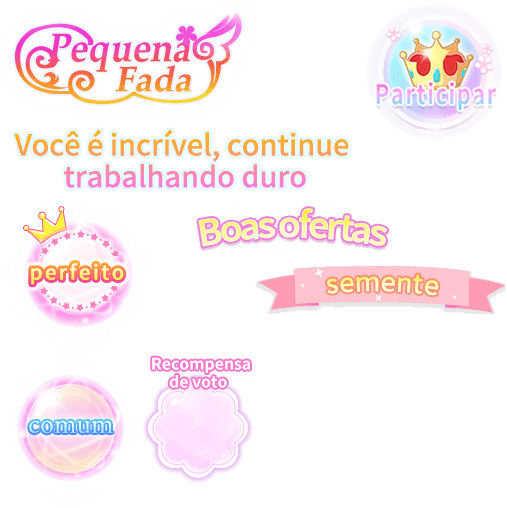 Pequena
Fada
Participar
Você é incrível, continue
trabalhando duro
Boas ofertas
perfeito
semente
Recompensa
de voto
comum